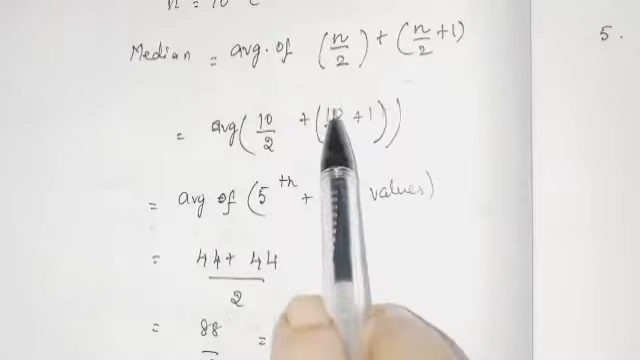 n = 10
Median = avg. of (n/2) + (n/2 + 1)
5.
= avg(10/2 + ( + 1))
= avg of (5th + values)
= 44 + 44 / 2
= 88 =